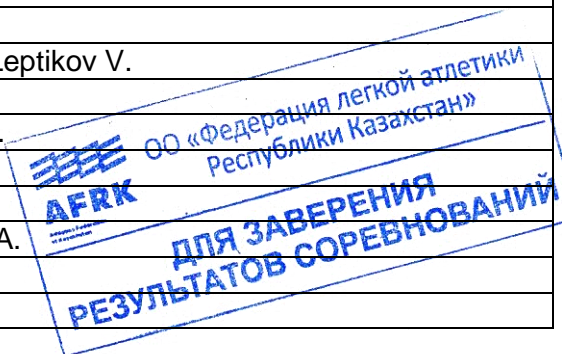 Leptikov V.
ОО «Федерация легкой атлетики
Республики Казахстан»
AFRK
A.
ДЛЯ ЗАВЕРЕНИЯ
РЕЗУЛЬТАТОВ СОРЕВНОВАНИЙ